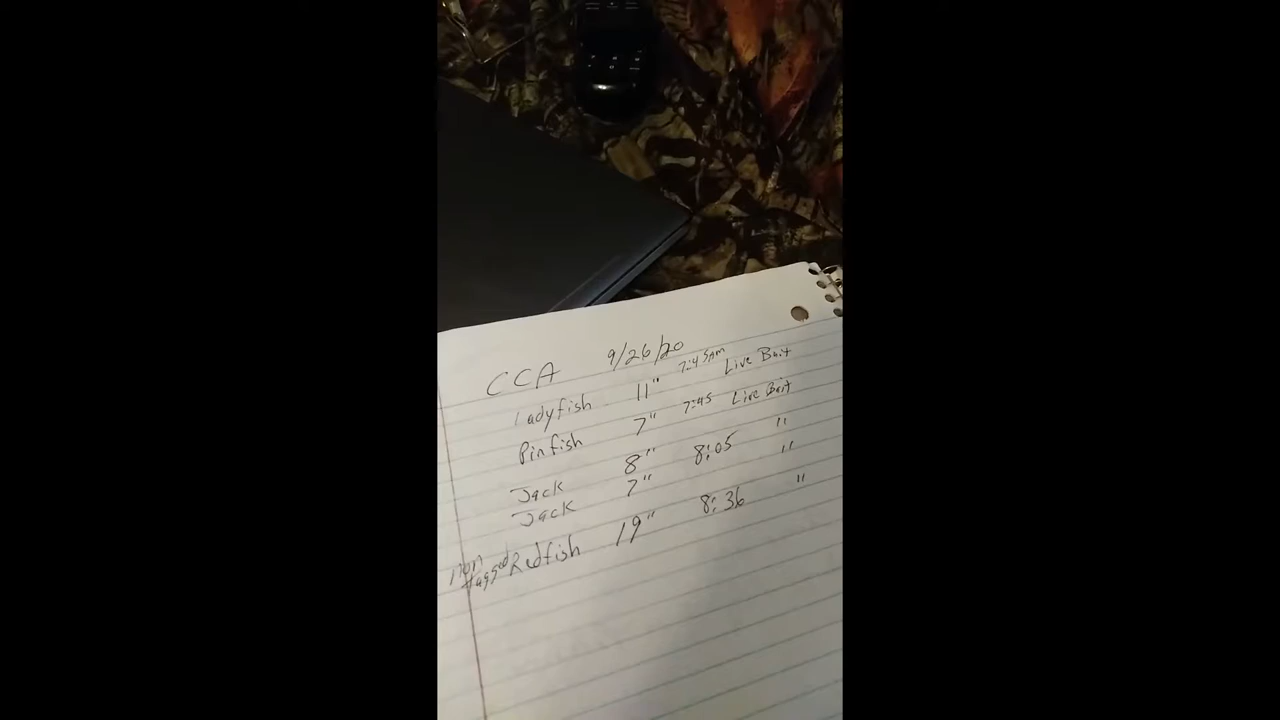 CCA 9/26/20
Ladyfish 11" 7:45AM Live Bait
Pinfish 7" 7:45 Live Bait
Jack 8" 8:05 "
Jack 7" "
non tagged Redfish 19" 8:36 "